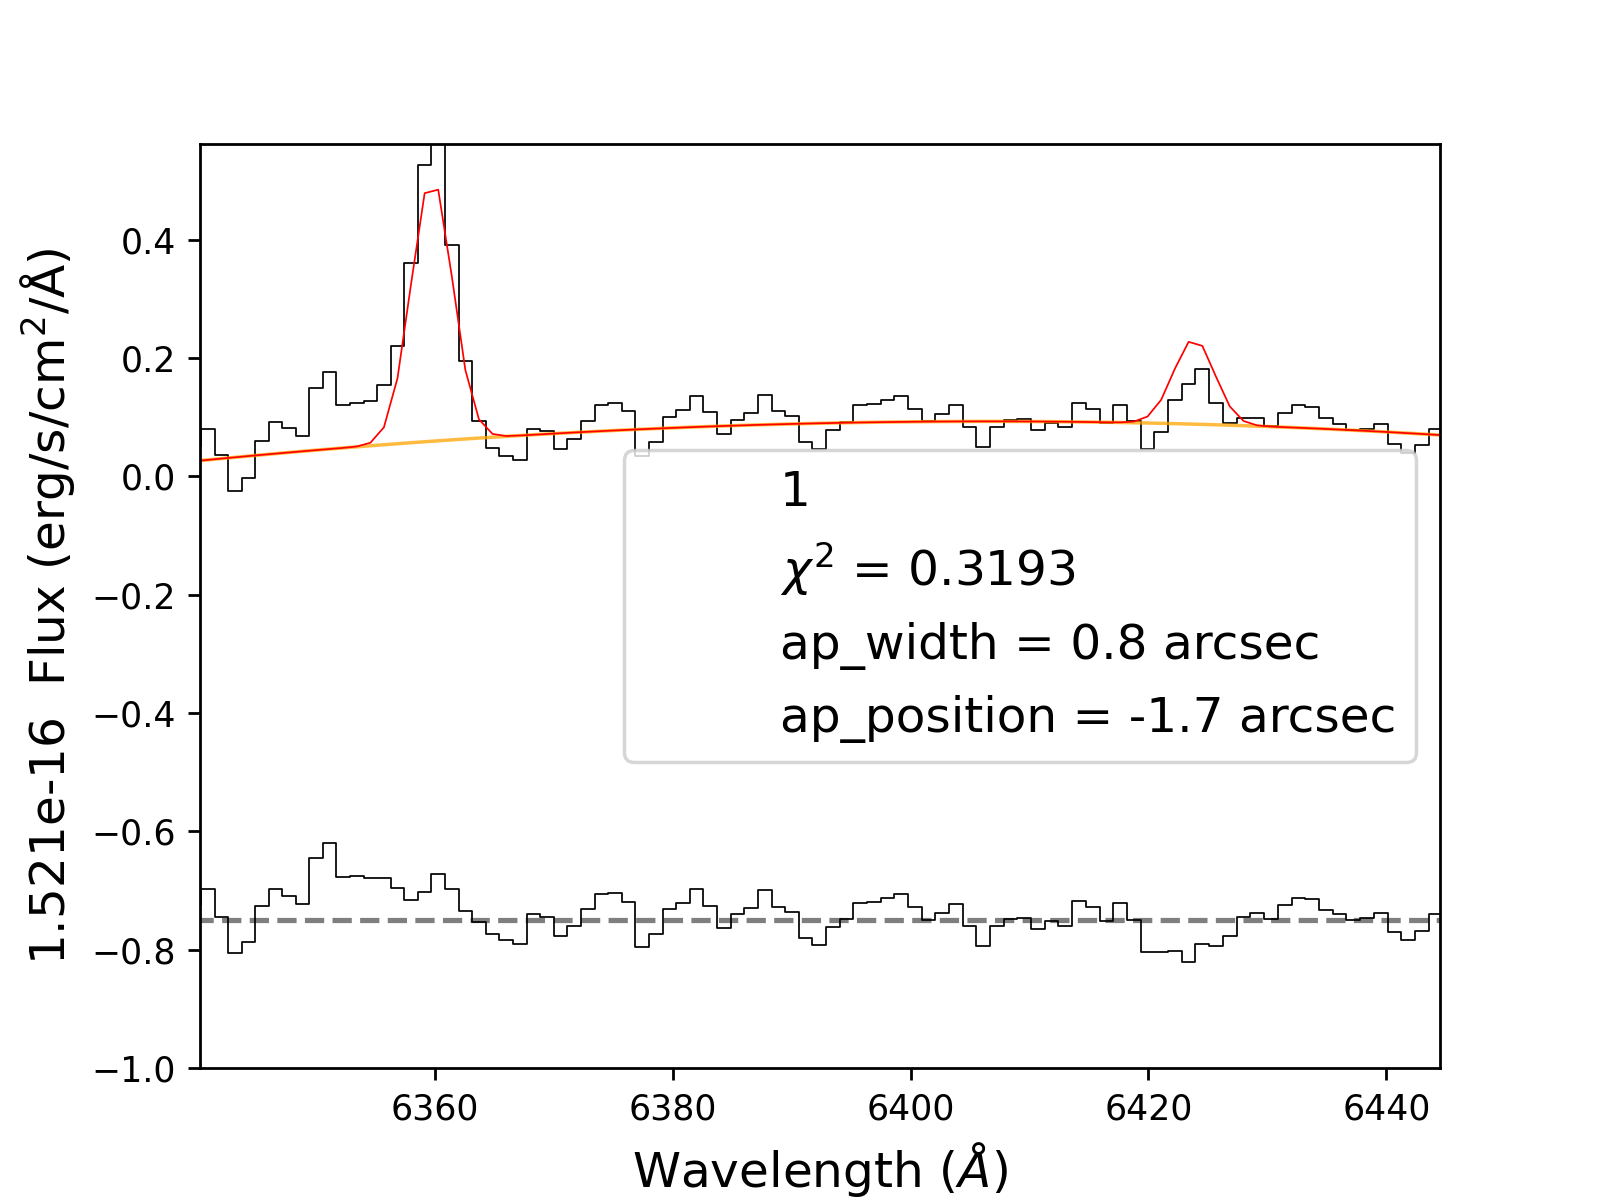 1.521e-16 Flux (erg/s/cm²/Å)
0.4
0.2
0.0
−0.2
−0.4
−0.6
−0.8
−1.0
1
χ² = 0.3193
ap_width = 0.8 arcsec
ap_position = -1.7 arcsec
6360 6380 6400 6420 6440
Wavelength (Å)